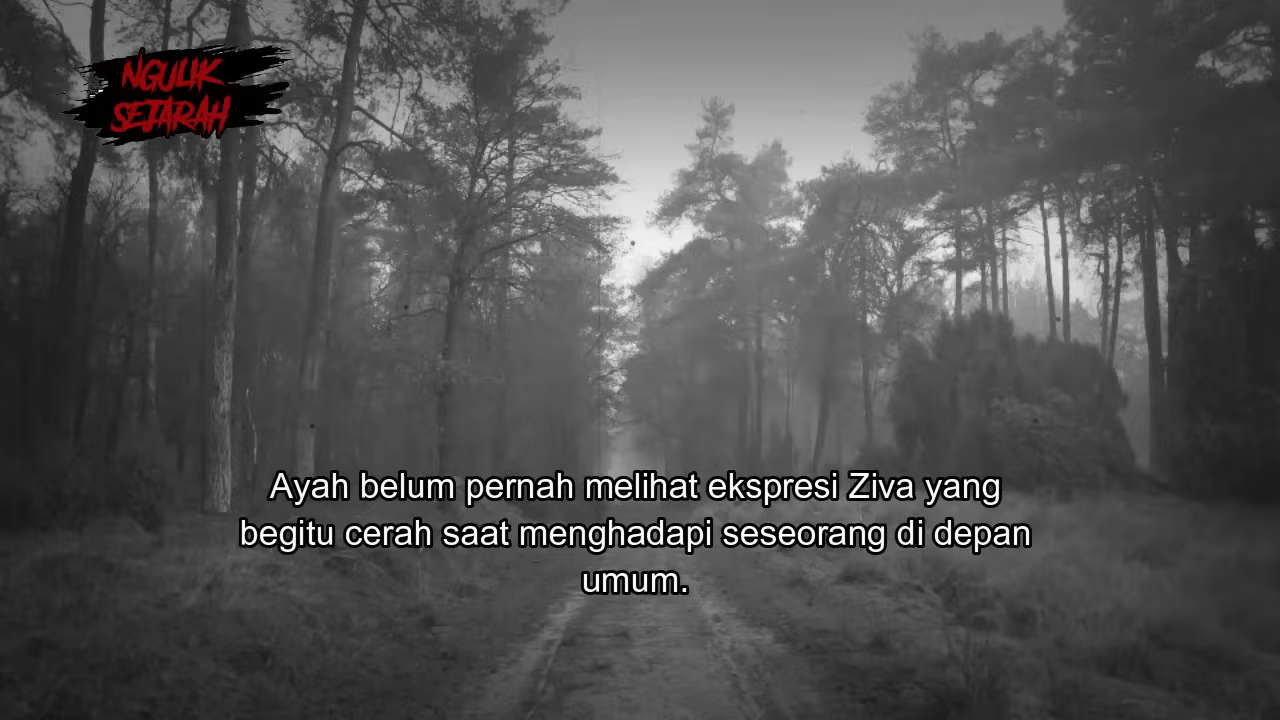 NGULIK
SEJARAH
Ayah belum pernah melihat ekspresi Ziva yang
begitu cerah saat menghadapi seseorang di depan
umum.